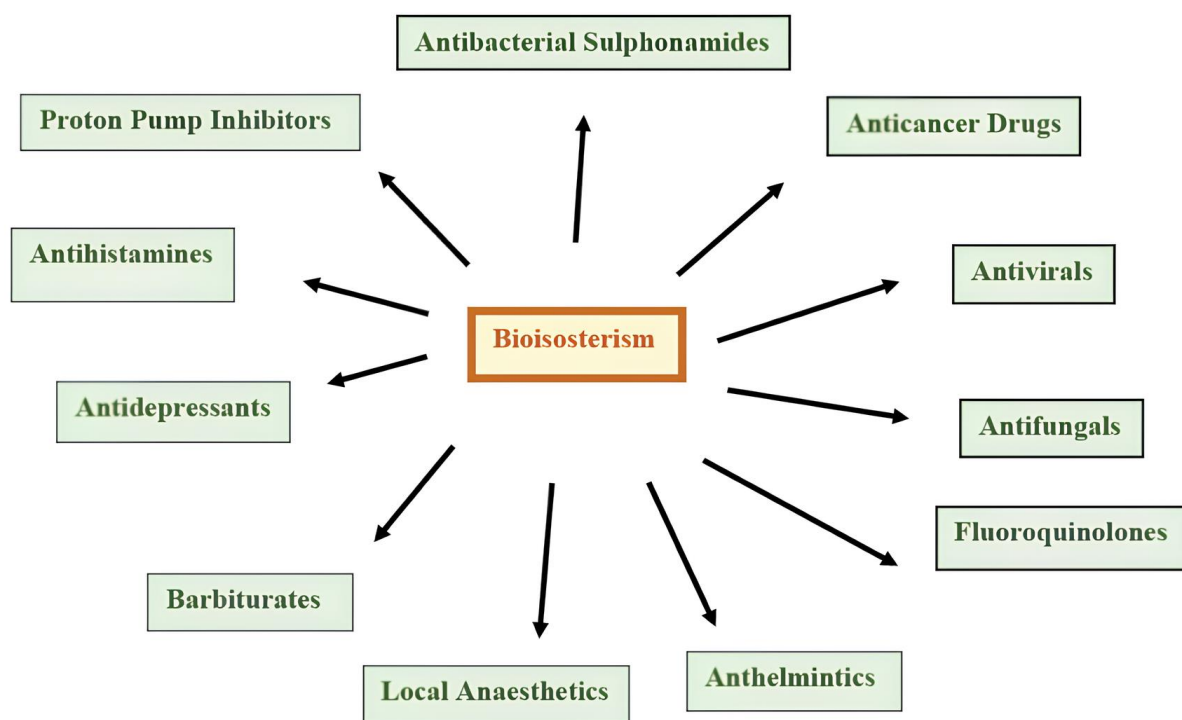 Antibacterial Sulphonamides
Proton Pump Inhibitors
Anticancer Drugs
Antihistamines
Antivirals
Bioisosterism
Antidepressants
Antifungals
Fluoroquinolones
Barbiturates
Local Anaesthetics
Anthelmintics